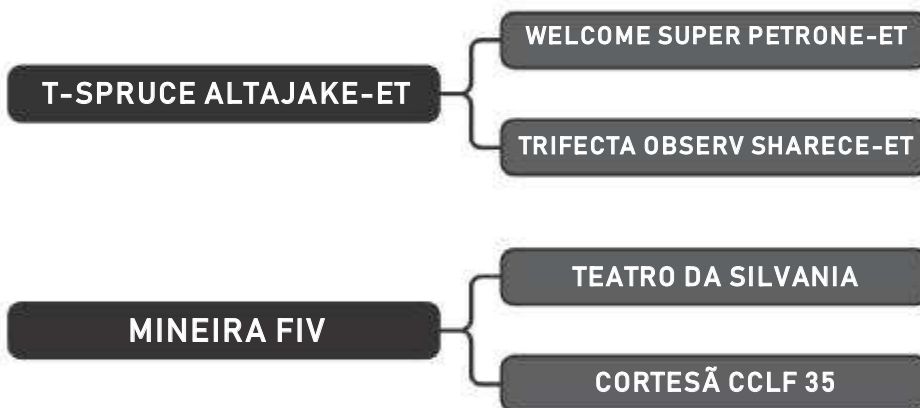 WELCOME SUPER PETRONE-ET
T-SPRUCE ALTAJAKE-ET
TRIFECTA OBSERV SHARECE-ET
TEATRO DA SILVANIA
MINEIRA FIV
CORTESÃ CCLF 35